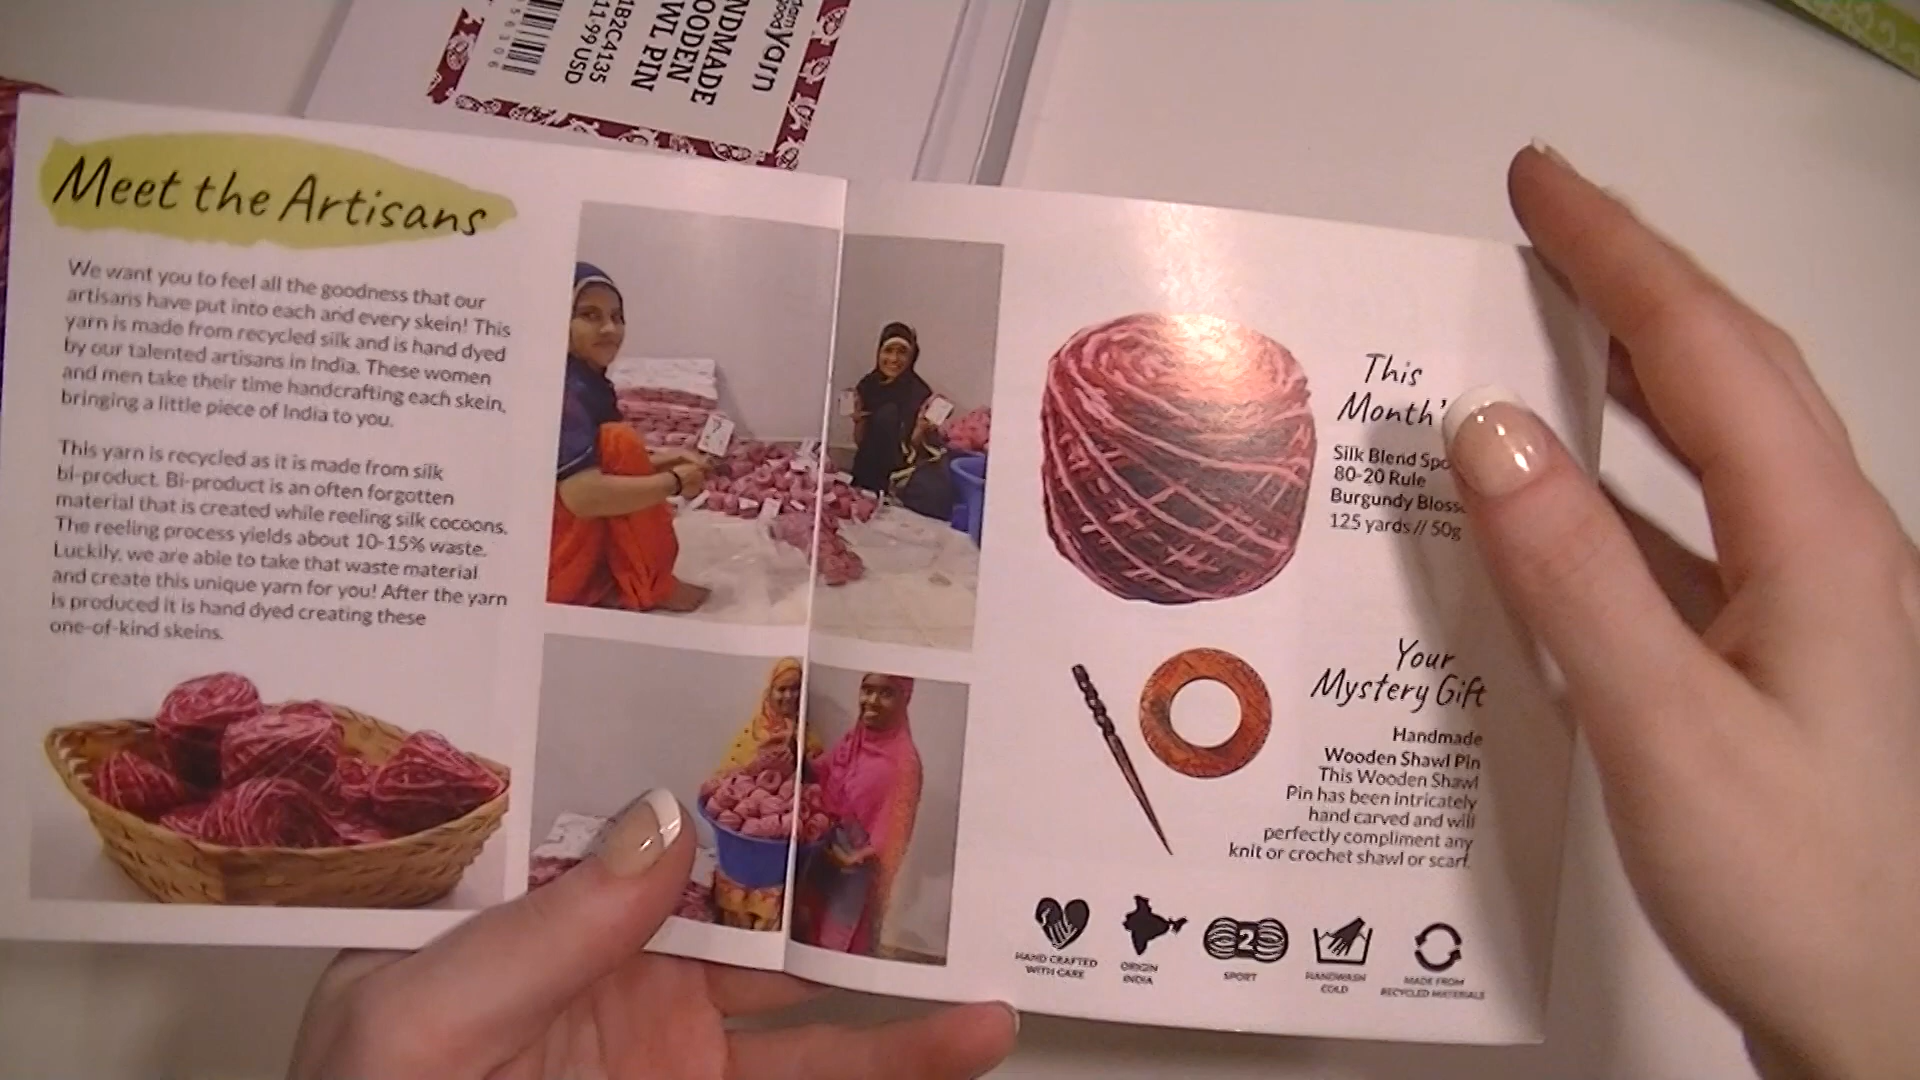 Yarn
NDMADE
OODEN
WL PIN
1B2C4135
11.99 USD
Meet the Artisans
We want you to feel all the goodness that our
artisans have put into each and every skein! This
yarn is made from recycled silk and is hand dyed
by our talented artisans in India. These women
and men take their time handcrafting each skein,
bringing a little piece of India to you.
This yarn is recycled as it is made from silk
bi-product. Bi-product is an often forgotten
material that is created while reeling silk cocoons.
The reeling process yields about 10-15% waste.
Luckily, we are able to take that waste material
and create this unique yarn for you! After the yarn
is produced it is hand dyed creating these
one-of-kind skeins.
This
Month'
Silk Blend Spo
80-20 Rule
Burgundy Bloss
125 yards // 50g
Your
Mystery Gift
Handmade
Wooden Shawl Pin
This Wooden Shawl
Pin has been intricately
hand carved and will
perfectly compliment any
knit or crochet shawl or scarf.
HAND CRAFTED
WITH CARE
ORIGIN
INDIA
2
SPORT
HANDWASH
COLD
MADE FROM
RECYCLED MATERIALS